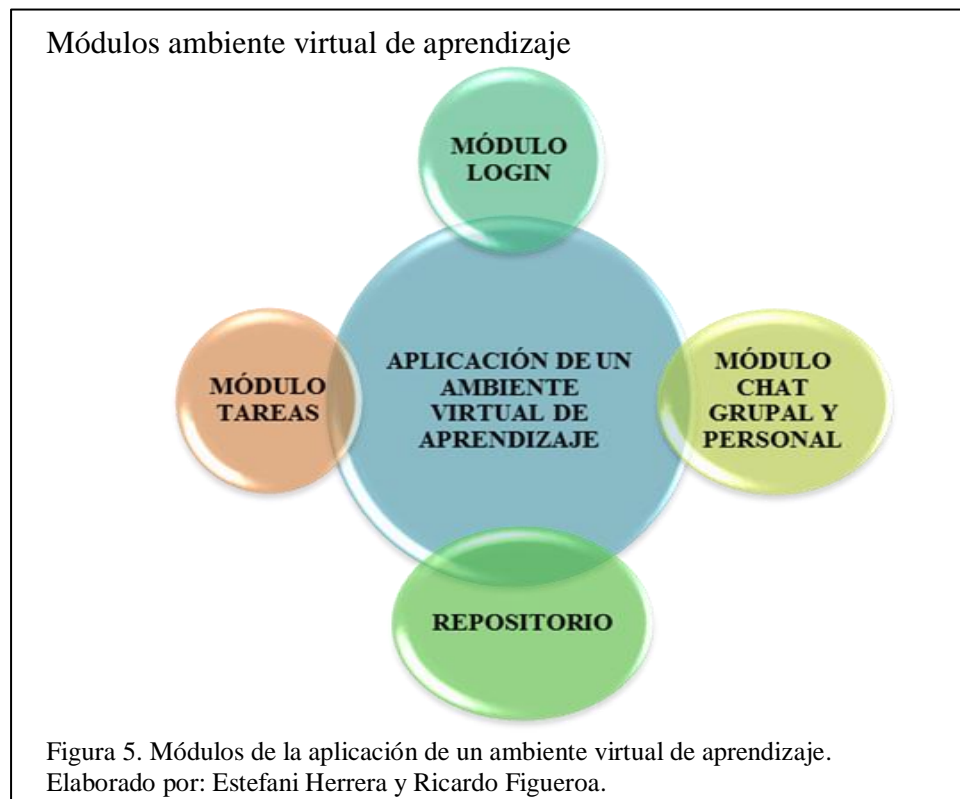 Módulos ambiente virtual de aprendizaje
MÓDULO
LOGIN
MÓDULO
TAREAS
APLICACIÓN DE UN
AMBIENTE
VIRTUAL DE
APRENDIZAJE
MÓDULO
CHAT
GRUPAL Y
PERSONAL
REPOSITORIO
Figura 5. Módulos de la aplicación de un ambiente virtual de aprendizaje.
Elaborado por: Estefani Herrera y Ricardo Figueroa.